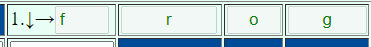 1.↓→ f r o g